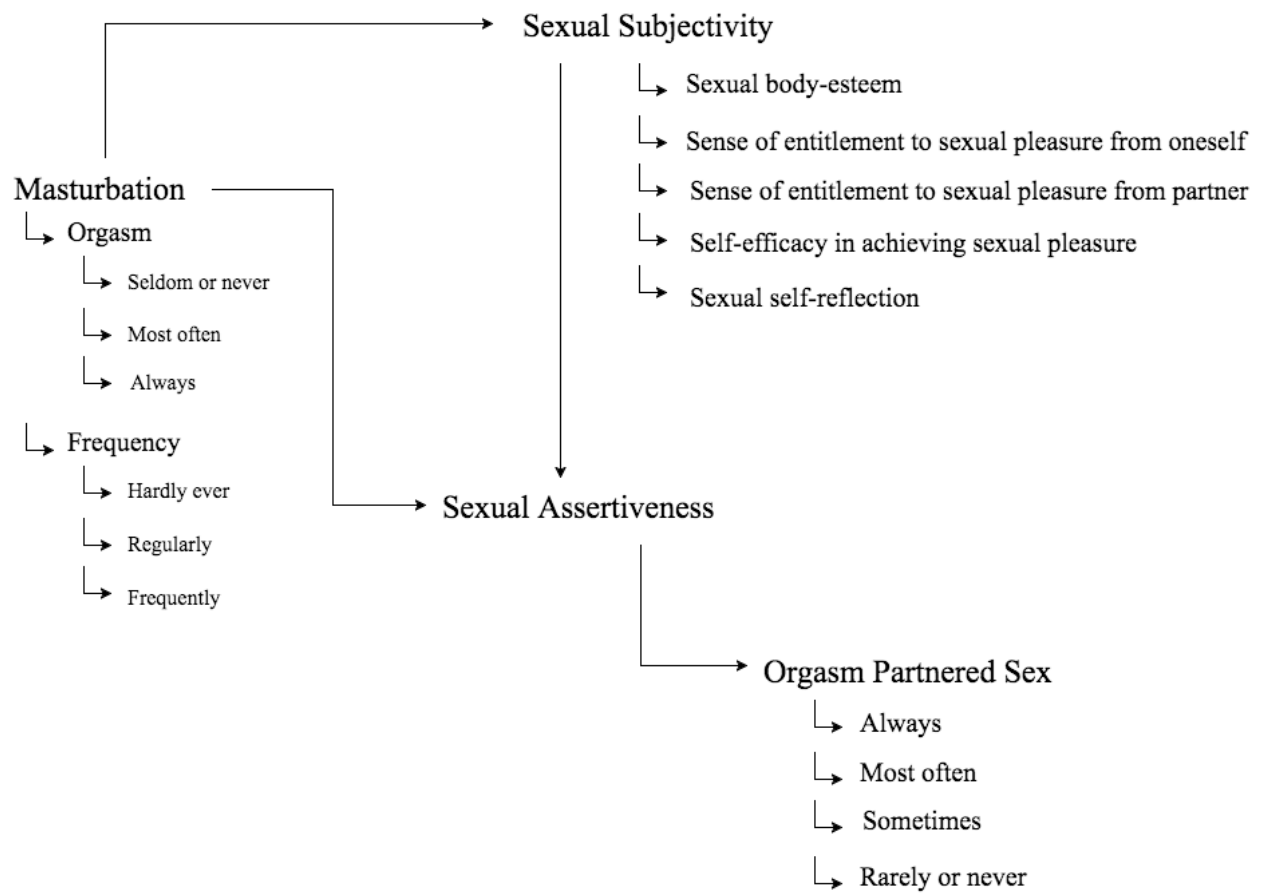 Sexual Subjectivity
Sexual body-esteem
Sense of entitlement to sexual pleasure from oneself
Sense of entitlement to sexual pleasure from partner
Self-efficacy in achieving sexual pleasure
Sexual self-reflection
Masturbation
Orgasm
Seldom or never
Most often
Always
Frequency
Hardly ever
Regularly
Frequently
Sexual Assertiveness
Orgasm Partnered Sex
Always
Most often
Sometimes
Rarely or never